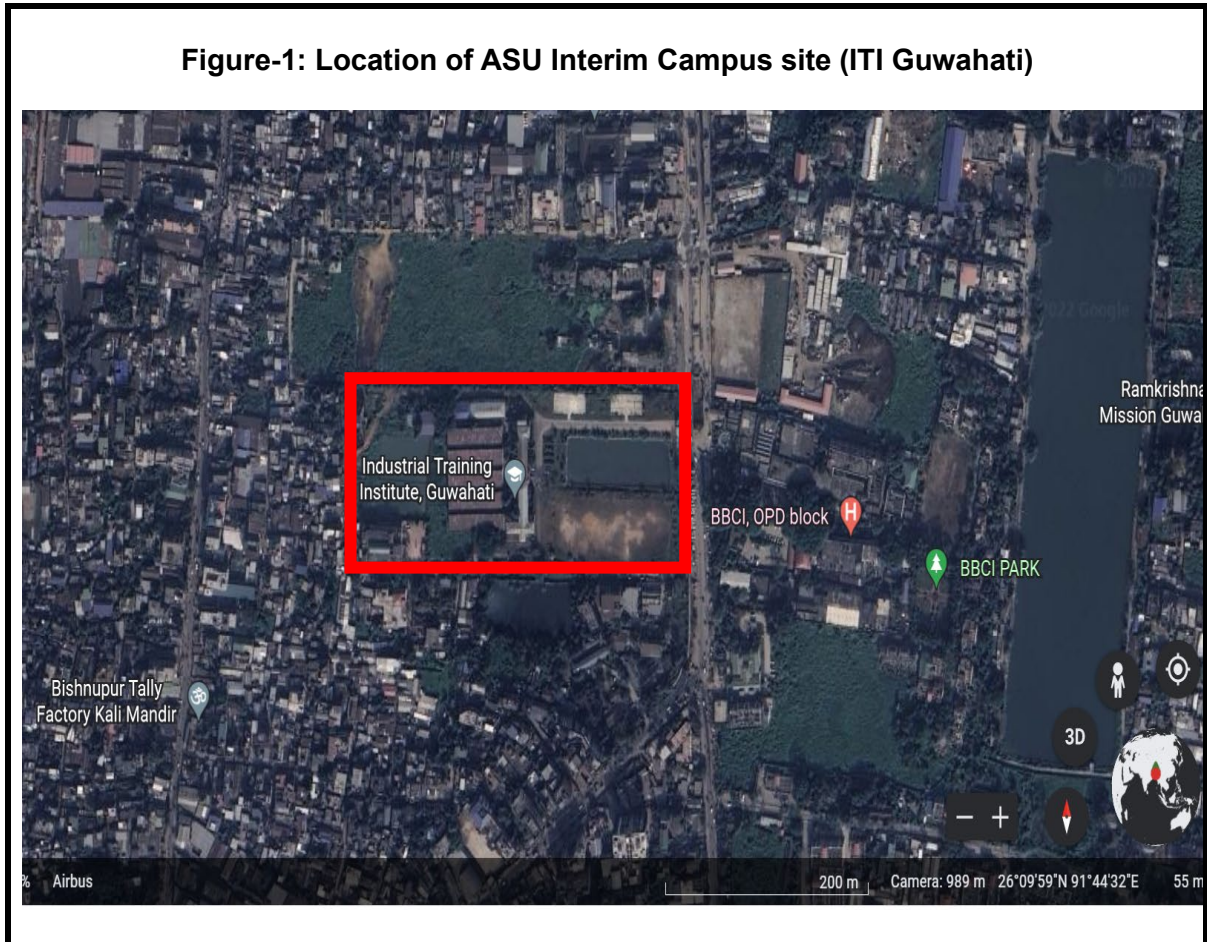 Figure-1: Location of ASU Interim Campus site (ITI Guwahati)
2022 Google
Ramkrishna
Mission Guwa
Industrial Training
Institute, Guwahati
BBCI, OPD block
H
BBCI PARK
Bishnupur Tally
Factory Kali Mandir
3D
− +
% Airbus
200 m
Camera: 989 m 26°09'59"N 91°44'32"E
55 m